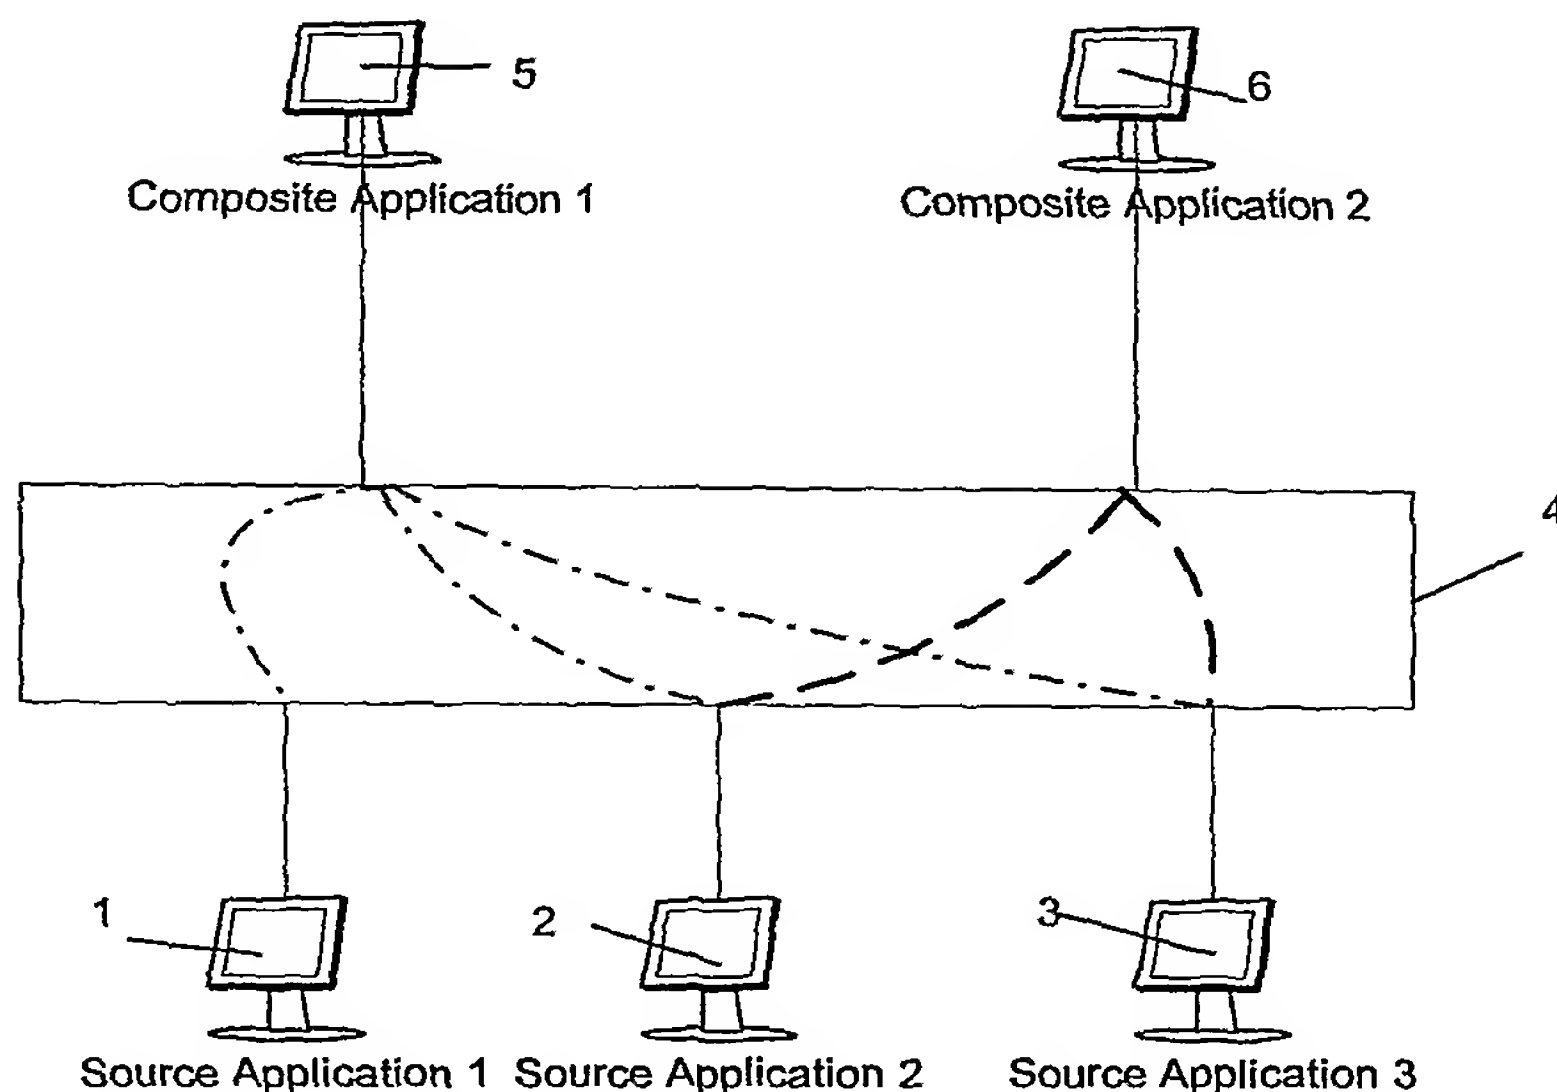 5
6
Composite Application 1
Composite Application 2
4
1
2
3
Source Application 1
Source Application 2
Source Application 3